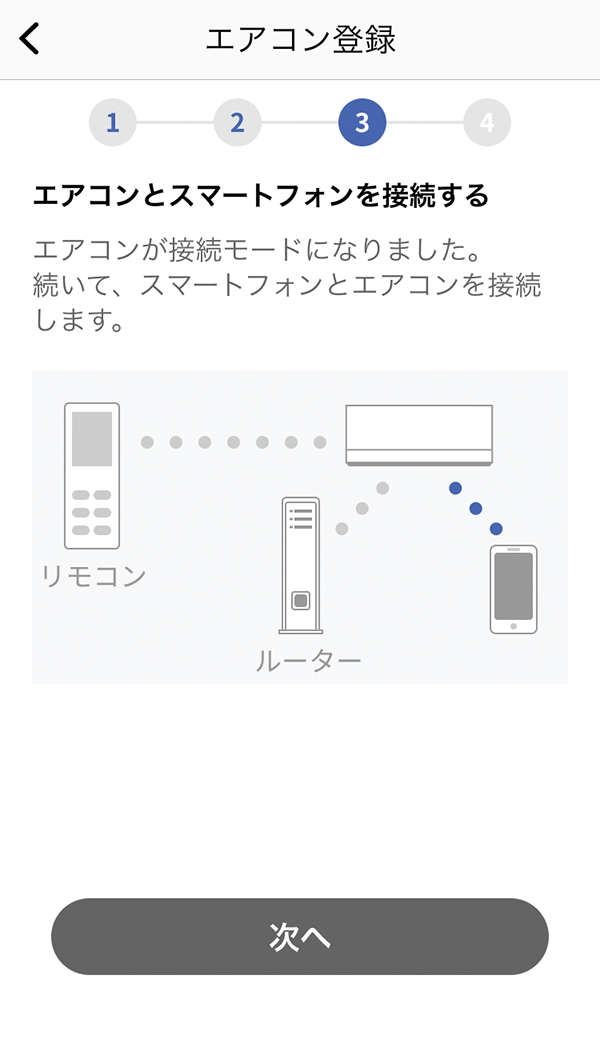 エアコン登録
1 2 3 4
エアコンとスマートフォンを接続する
エアコンが接続モードになりました。
続いて、スマートフォンとエアコンを接続
します。
リモコン
ルーター
次へ